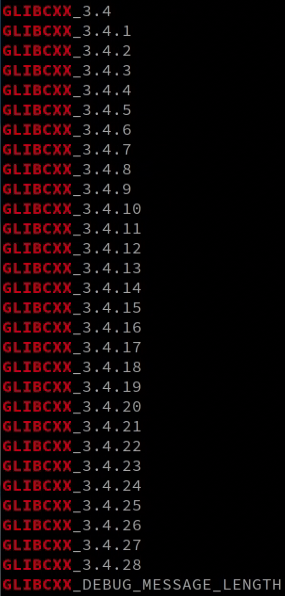 GLIBCXX_3.4
GLIBCXX_3.4.1
GLIBCXX_3.4.2
GLIBCXX_3.4.3
GLIBCXX_3.4.4
GLIBCXX_3.4.5
GLIBCXX_3.4.6
GLIBCXX_3.4.7
GLIBCXX_3.4.8
GLIBCXX_3.4.9
GLIBCXX_3.4.10
GLIBCXX_3.4.11
GLIBCXX_3.4.12
GLIBCXX_3.4.13
GLIBCXX_3.4.14
GLIBCXX_3.4.15
GLIBCXX_3.4.16
GLIBCXX_3.4.17
GLIBCXX_3.4.18
GLIBCXX_3.4.19
GLIBCXX_3.4.20
GLIBCXX_3.4.21
GLIBCXX_3.4.22
GLIBCXX_3.4.23
GLIBCXX_3.4.24
GLIBCXX_3.4.25
GLIBCXX_3.4.26
GLIBCXX_3.4.27
GLIBCXX_3.4.28
GLIBCXX_DEBUG_MESSAGE_LENGTH